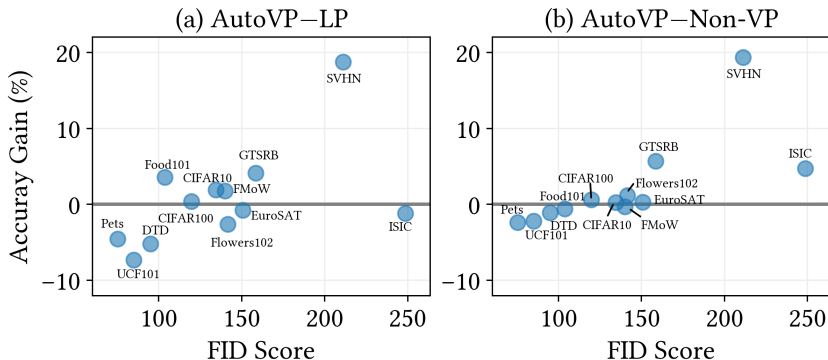 (a) AutoVP−LP
Accuray Gain (%)
20
10
0
−10
SVHN
Food101
CIFAR10
GTSRB
FMoW
CIFAR100
EuroSAT
Pets
DTD
Flowers102
ISIC
UCF101
100
150
200
250
FID Score
(b) AutoVP−Non-VP
20
10
0
−10
SVHN
GTSRB
ISIC
CIFAR100
Flowers102
Food101
EuroSAT
Pets
DTD
CIFAR10
FMoW
UCF101
100
150
200
250
FID Score